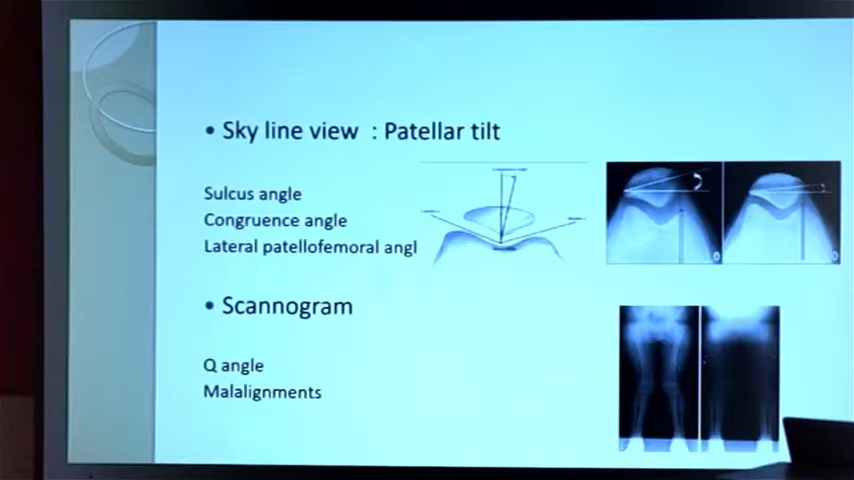 • Sky line view : Patellar tilt
Sulcus angle
Congruence angle
Lateral patellofemoral angl
• Scannogram
Q angle
Malalignments